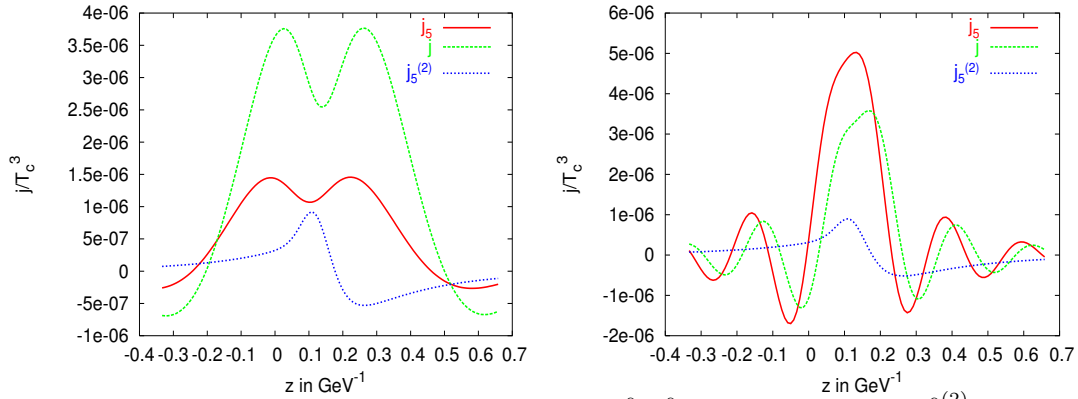 j/T_c^3
4e-06
3.5e-06
3e-06
2.5e-06
2e-06
1.5e-06
1e-06
5e-07
0
-5e-07
-1e-06
-0.4 -0.3 -0.2 -0.1 0 0.1 0.2 0.3 0.4 0.5 0.6 0.7
z in GeV^-1
j_5
j
j_5^(2)
j/T_c^3
6e-06
5e-06
4e-06
3e-06
2e-06
1e-06
0
-1e-06
-2e-06
-0.4 -0.3 -0.2 -0.1 0 0.1 0.2 0.3 0.4 0.5 0.6 0.7
z in GeV^-1
j_5
j
j_5^(2)